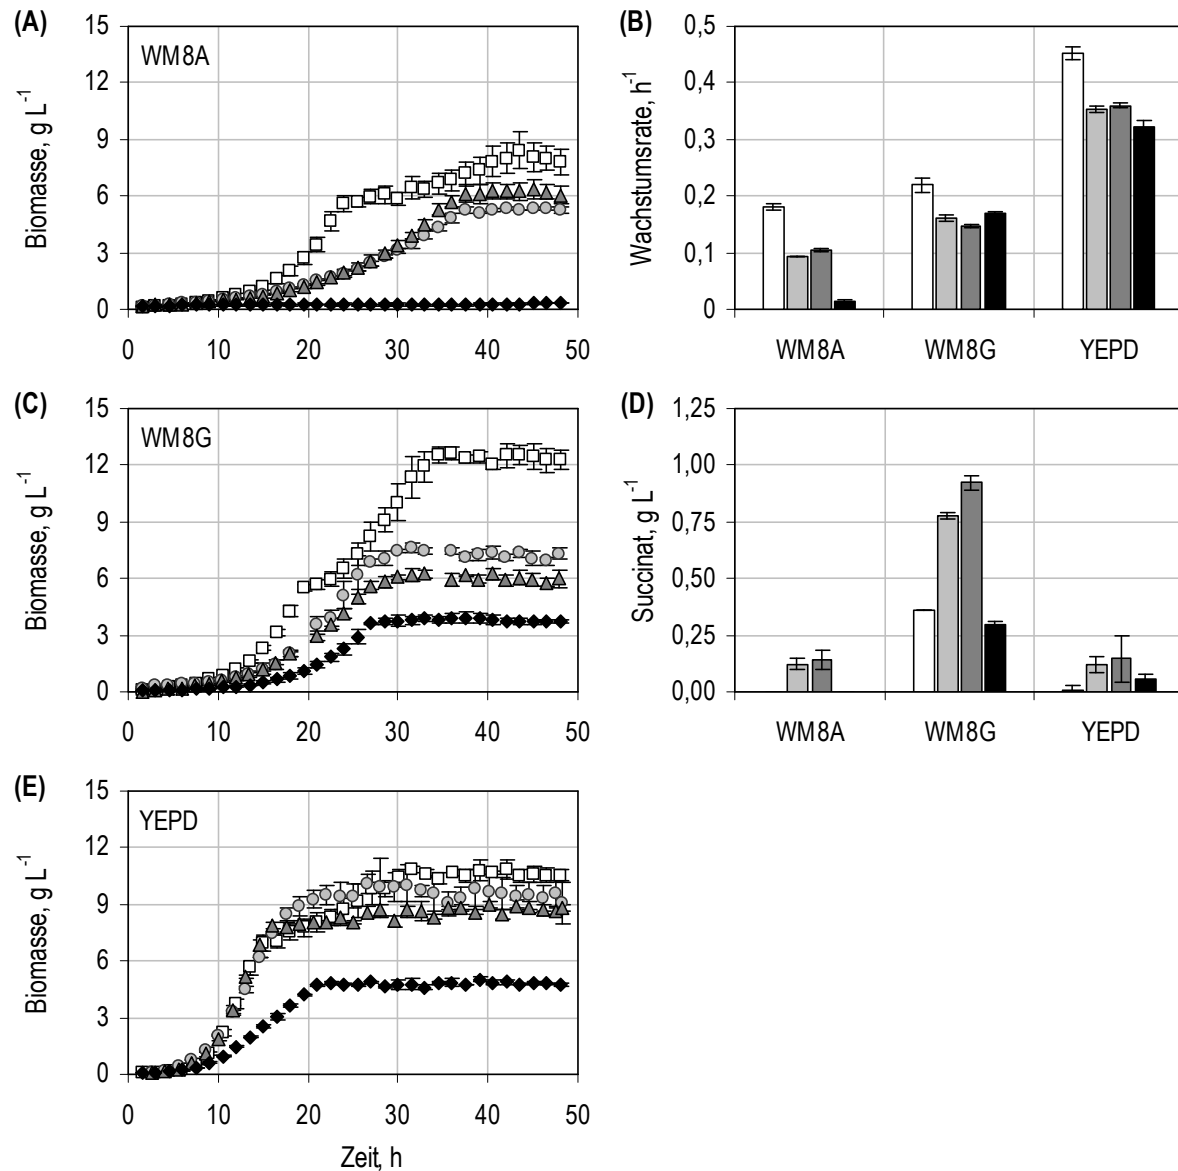 (A)
15
12
9
6
3
0
Biomasse, g L⁻¹
WM8A
0 10 20 30 40 50
(B)
0,5
0,4
0,3
0,2
0,1
0
Wachstumsrate, h⁻¹
WM8A WM8G YEPD
(C)
15
12
9
6
3
0
Biomasse, g L⁻¹
WM8G
0 10 20 30 40 50
(D)
1,25
1,00
0,75
0,50
0,25
0,00
Succinat, g L⁻¹
WM8A WM8G YEPD
(E)
15
12
9
6
3
0
Biomasse, g L⁻¹
YEPD
0 10 20 30 40 50
Zeit, h